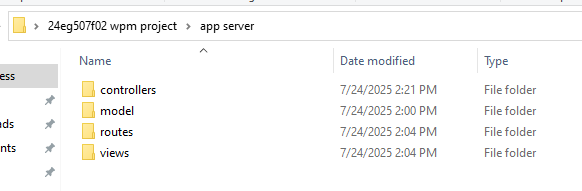 24eg507f02 wpm project > app server
Name Date modified Type
ess
controllers 7/24/2025 2:21 PM File folder
model 7/24/2025 2:00 PM File folder
nds routes 7/24/2025 2:04 PM File folder
ents views 7/24/2025 2:04 PM File folder